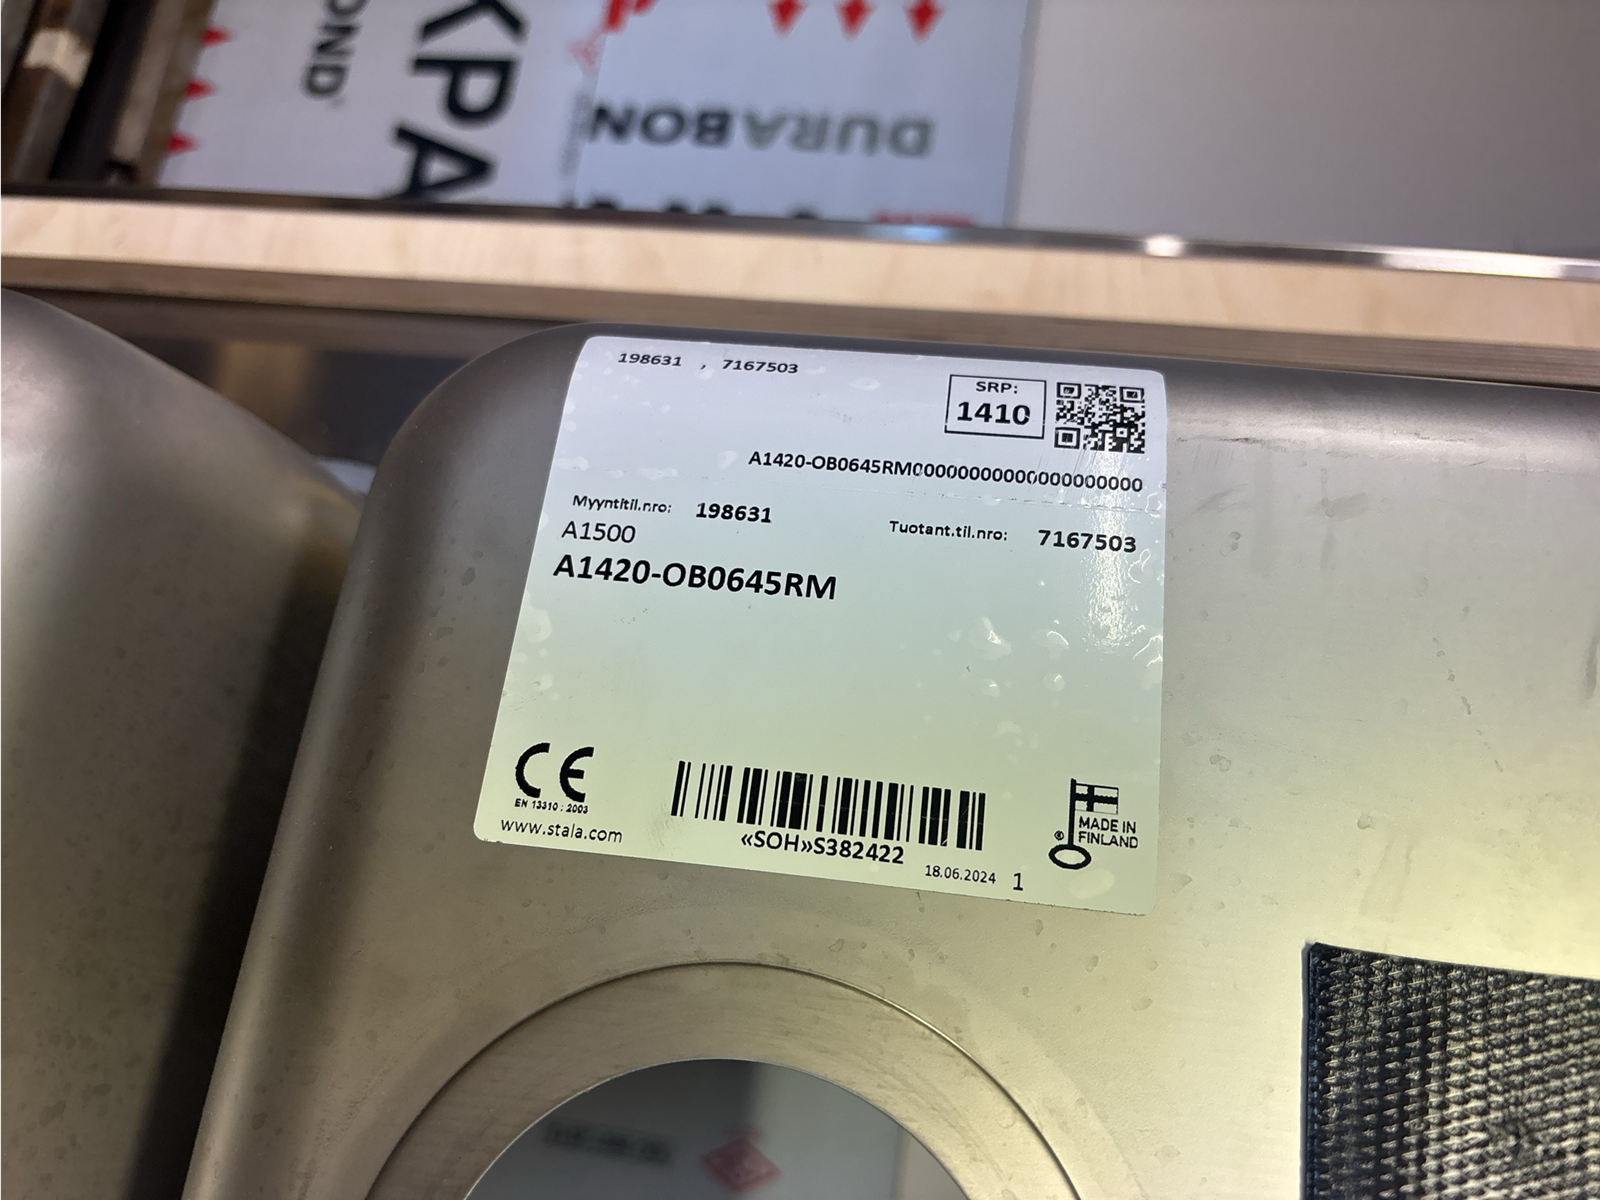 OND
KPA
DURABON
198631 , 7167503
SRP:
1410
A1420-OB0645RM00000000000000000000
Myyntitil.nro: 198631
Tuotant.til.nro: 7167503
A1500
A1420-OB0645RM
CE
EN 13310 : 2003
www.stala.com
«SOH»S382422
18.06.2024 1
® MADE IN
FINLAND